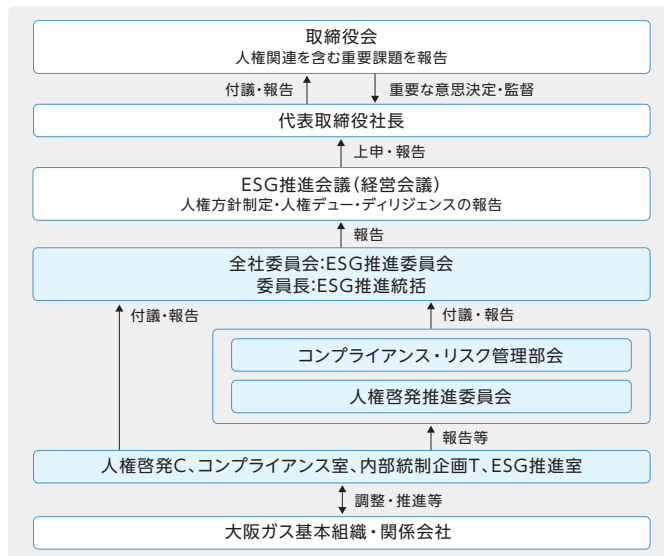 取締役会
人権関連を含む重要課題を報告
付議・報告
重要な意思決定・監督
代表取締役社長
上申・報告
ESG推進会議(経営会議)
人権方針制定・人権デュー・ディリジェンスの報告
報告
全社委員会:ESG推進委員会
委員長:ESG推進統括
付議・報告
付議・報告
コンプライアンス・リスク管理部会
人権啓発推進委員会
報告等
人権啓発C、コンプライアンス室、内部統制企画T、ESG推進室
調整・推進等
大阪ガス基本組織・関係会社